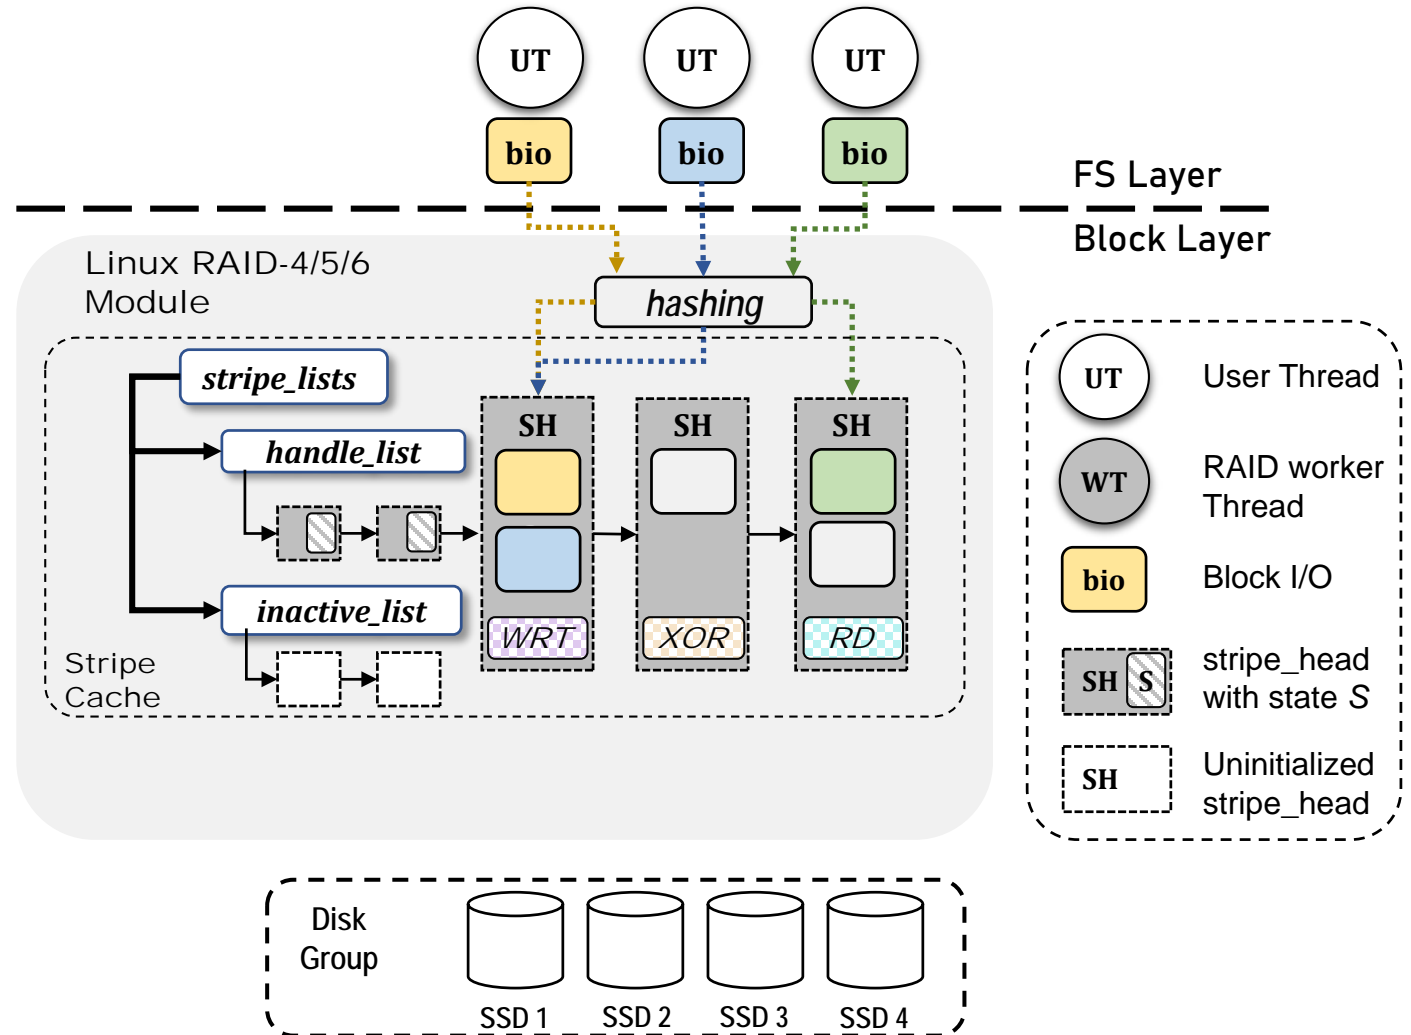 UT UT UT
bio bio bio
FS Layer
Block Layer
Linux RAID-4/5/6
Module
hashing
stripe_lists
handle_list
inactive_list
Stripe
Cache
SH SH SH
WRT XOR RD
UT User Thread
WT RAID worker
Thread
bio Block I/O
SH S stripe_head
with state S
SH Uninitialized
stripe_head
Disk
Group
SSD 1 SSD 2 SSD 3 SSD 4